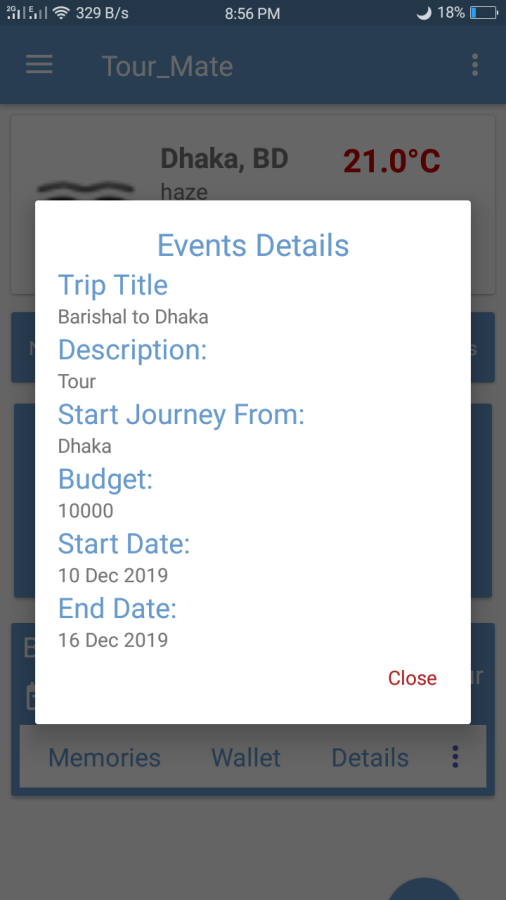 2G E 329 B/s 8:56 PM 18%
Tour_Mate
Dhaka, BD 21.0°C
haze
Events Details
Trip Title
Barishal to Dhaka
Description:
Tour
Start Journey From:
Dhaka
Budget:
10000
Start Date:
10 Dec 2019
End Date:
16 Dec 2019
Close
Memories Wallet Details